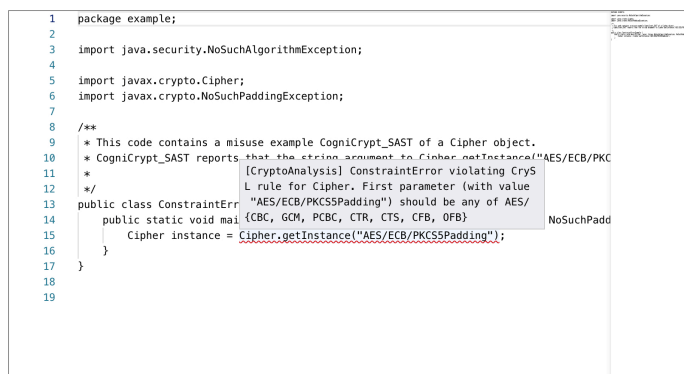 1 package example;
2
3 import java.security.NoSuchAlgorithmException;
4
5 import javax.crypto.Cipher;
6 import javax.crypto.NoSuchPaddingException;
7
8 /**
9 * This code contains a misuse example CogniCrypt_SAST of a Cipher object.
10 * CogniCrypt_SAST reports that the string argument to Cipher.getInstance("AES/ECB/PKC
11 *
12 */
13 public class ConstraintErr
14 public static void mai NoSuchPadd
15 Cipher instance = Cipher.getInstance("AES/ECB/PKCS5Padding");
16 }
17 }
18
19
[CryptoAnalysis] ConstraintError violating CryS
L rule for Cipher. First parameter (with value
"AES/ECB/PKCS5Padding") should be any of AES/
{CBC, GCM, PCBC, CTR, CTS, CFB, OFB}